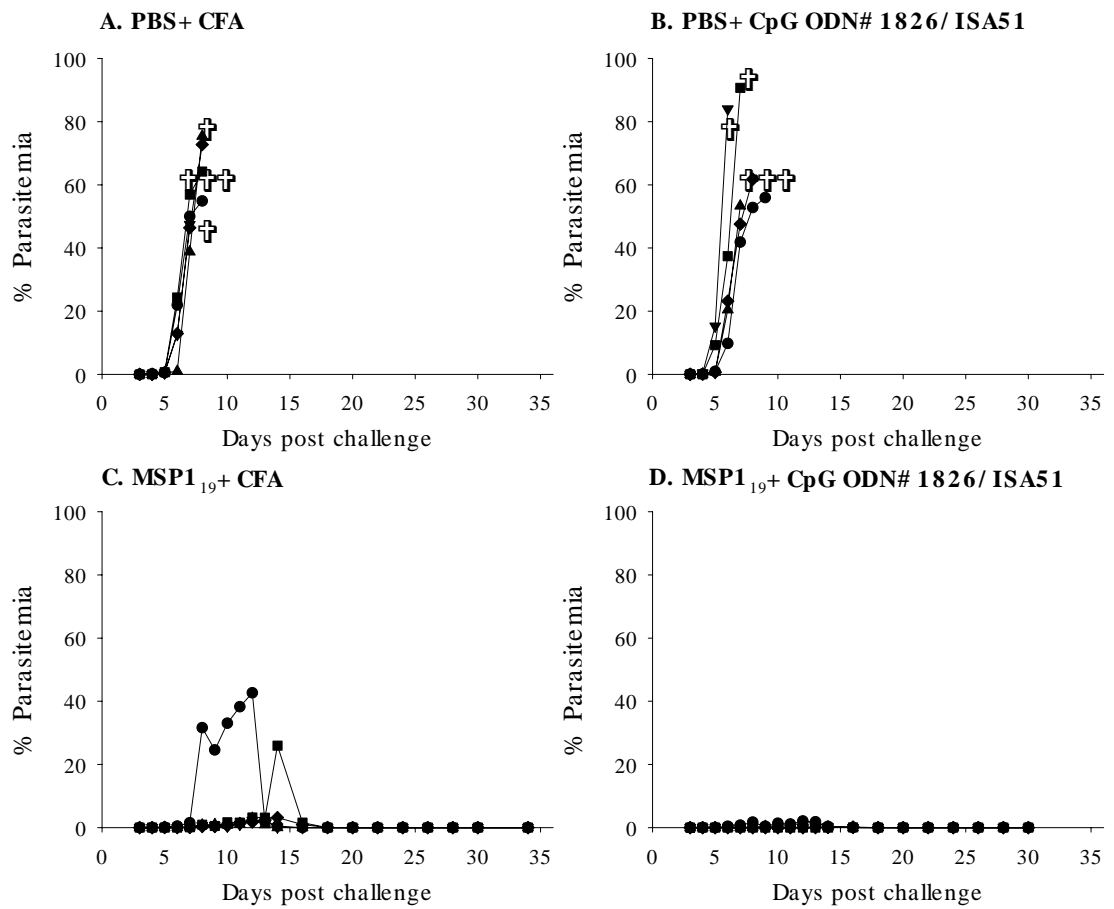 A. PBS+ CFA
100
80
60
40
20
0
% Parasitemia
0 5 10 15 20 25 30 35
Days post challenge
B. PBS+ CpG ODN# 1826/ ISA51
100
80
60
40
20
0
% Parasitemia
0 5 10 15 20 25 30 35
Days post challenge
C. MSP1₁₉+ CFA
100
80
60
40
20
0
% Parasitemia
0 5 10 15 20 25 30 35
Days post challenge
D. MSP1₁₉+ CpG ODN# 1826/ ISA51
100
80
60
40
20
0
% Parasitemia
0 5 10 15 20 25 30 35
Days post challenge